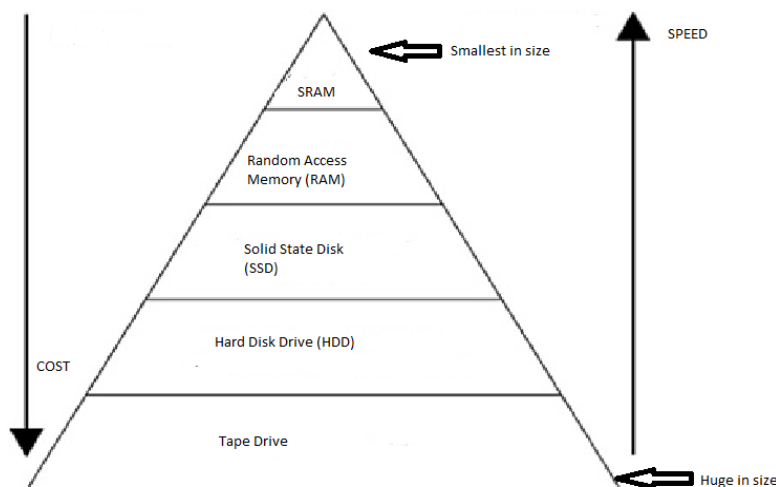 Smallest in size
SPEED
SRAM
Random Access
Memory (RAM)
Solid State Disk
(SSD)
Hard Disk Drive (HDD)
COST
Tape Drive
Huge in size